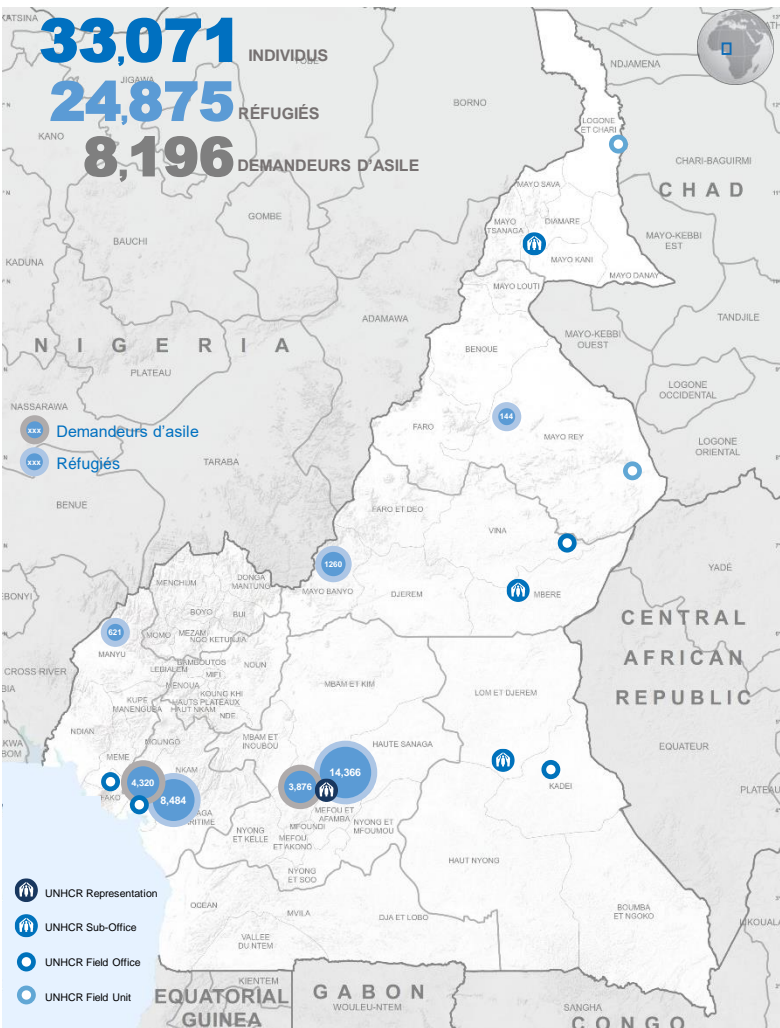 33,071 INDIVIDUS
24,875 RÉFUGIÉS
8,196 DEMANDEURS D'ASILE
JIGAWA
YOBE
KANO
BORNO
NDJAMENA
LOGONE
ET CHARI
CHARI-BAGUIRMI
CHAD
MAYO SAVA
MAYO
TSANAGA
DIAMARE
GOMBE
BAUCHI
KADUNA
MAYO-KEBBI
EST
MAYO KANI
MAYO DANAY
MAYO LOUTI
ADAMAWA
TANDJILE
MAYO-KEBBI
OUEST
NIGERIA
BENOUE
PLATEAU
LOGONE
OCCIDENTAL
NASSARAWA
xxx Demandeurs d'asile
xxx Réfugiés
144
FARO
MAYO REY
LOGONE
ORIENTAL
TARABA
BENUE
FARO ET DEO
VINA
1260
MAYO BANYO
DJEREM
MBERE
YADÉ
DONGA
MANTUNG
MENCHUM
EBONYI
BOYO
BUI
621
MANYU
MOMO
MEZAM
NGO KETUNJIA
CENTRAL
AFRICAN
REPUBLIC
CROSS RIVER
BAMBOUTOS
LEBIALEM
MIFI
NOUN
MENOUA
KOUNG KHI
HAUTS PLATEAUX
HAUT NKAM
NDE
KUPE
MANENGUBA
MBAM ET KIM
LOM ET DJEREM
NDIAN
MBAM ET
INOUBOU
HAUTE SANAGA
EQUATEUR
MOUNGO
MEME
NKAM
4,320
8,484
3,876
14,366
FAKO
KADEI
PLATEAU
MEFOU ET
AFAMBA
MFOUNDI
NYONG ET
MFOUMOU
NYONG
ET KELLE
MEFOU
ET AKONO
NYONG
ET SOO
HAUT NYONG
UNHCR Representation
OCEAN
MVILA
DJA ET LOBO
BOUMBA
ET NGOKO
UNHCR Sub-Office
VALLEE
DU NTEM
UNHCR Field Office
UNHCR Field Unit
KIENTEM
EQUATORIAL
GUINEA
GABON
WOULEU-NTEM
SANGHA
CONGO